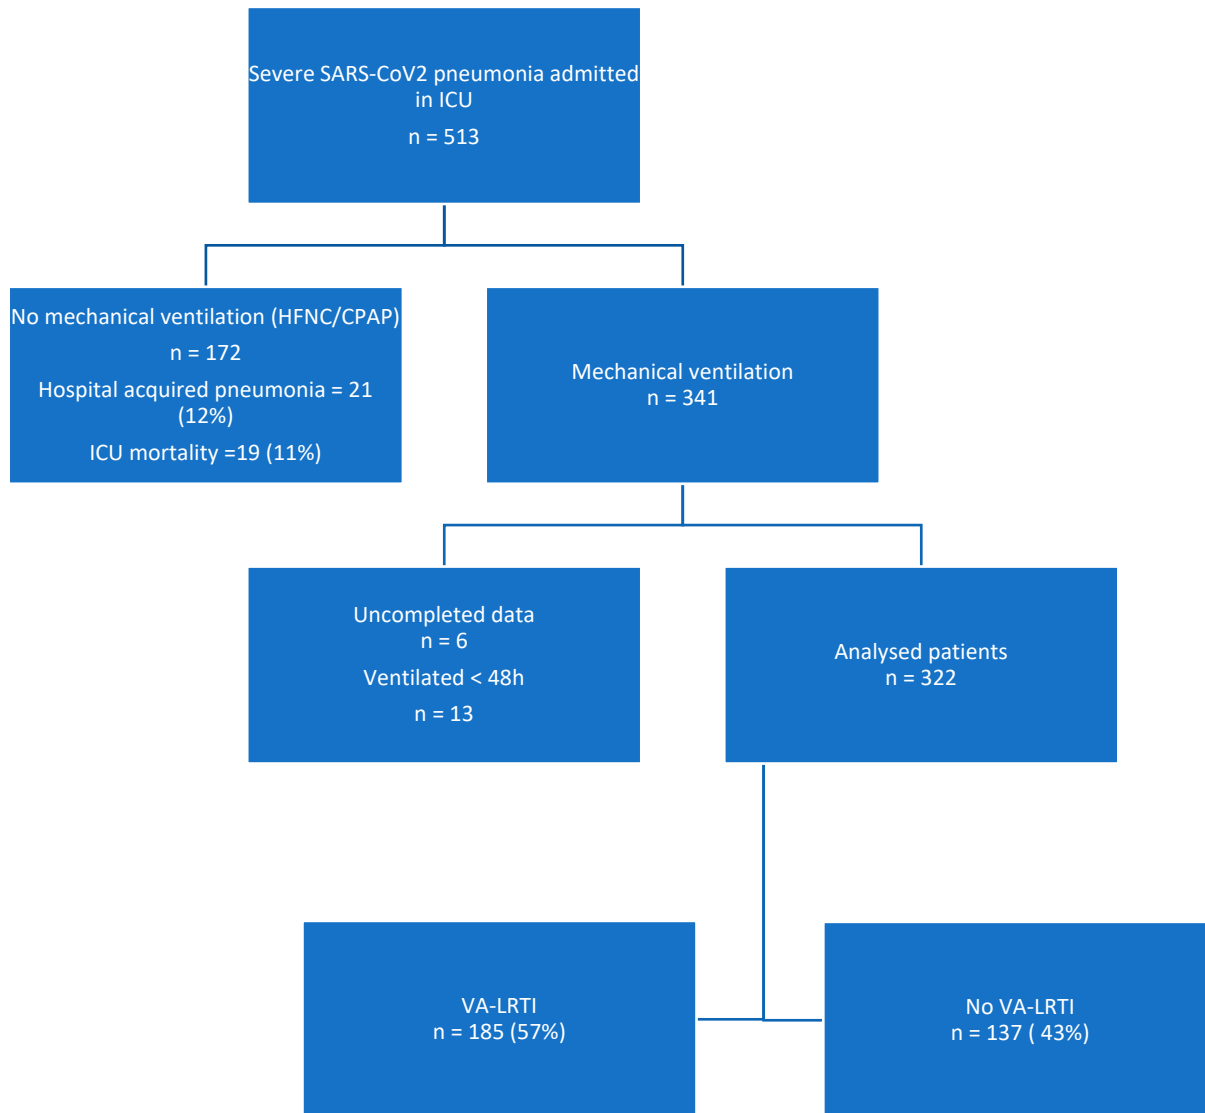 Severe SARS-CoV2 pneumonia admitted
in ICU
n = 513
No mechanical ventilation (HFNC/CPAP)
n = 172
Hospital acquired pneumonia = 21
(12%)
ICU mortality =19 (11%)
Mechanical ventilation
n = 341
Uncompleted data
n = 6
Ventilated < 48h
n = 13
Analysed patients
n = 322
VA-LRTI
n = 185 (57%)
No VA-LRTI
n = 137 ( 43%)